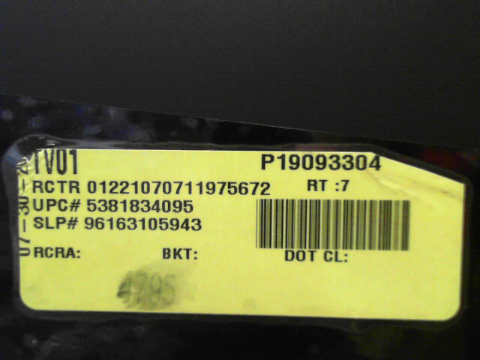 TV01 P19093304
RCTR 01221070711975672 RT :7
UPC# 5381834095
SLP# 96163105943
RCRA: BKT: DOT CL:
4795